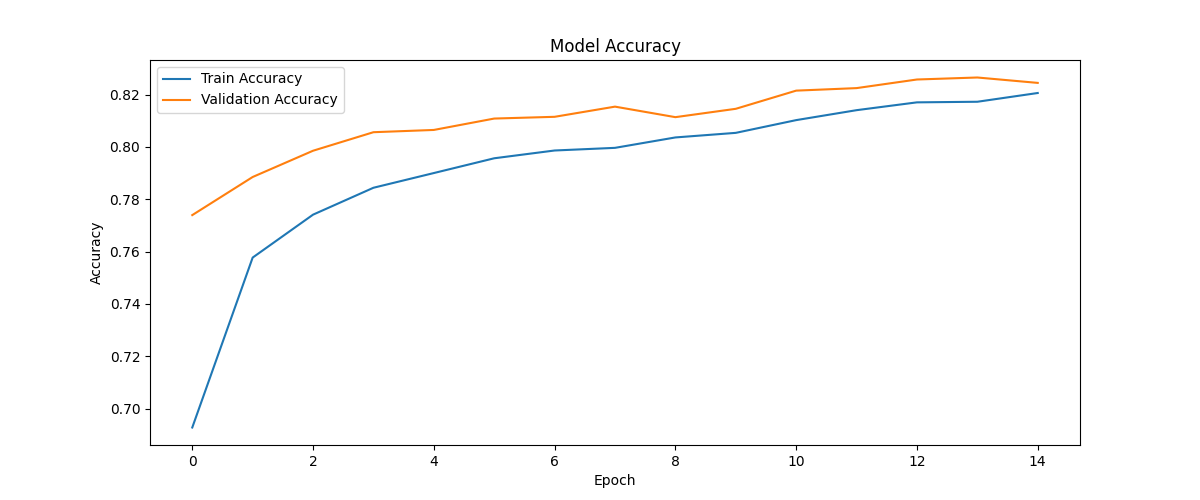 Model Accuracy
Train Accuracy
Validation Accuracy
0.82
0.80
0.78
0.76
0.74
0.72
0.70
Accuracy
0 2 4 6 8 10 12 14
Epoch